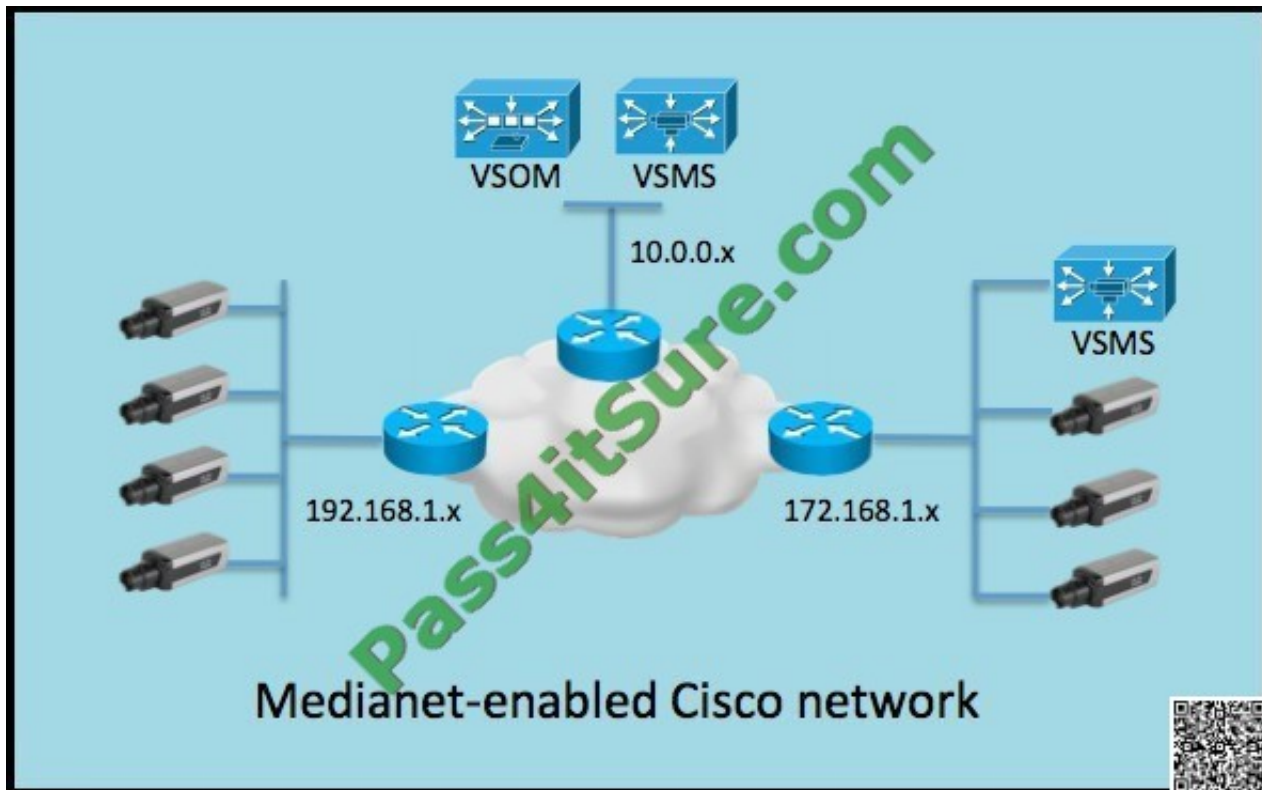 VSOM
VSMS
10.0.0.x
VSMS
192.168.1.x
172.168.1.x
Pass4itSure.com
Medianet-enabled Cisco network